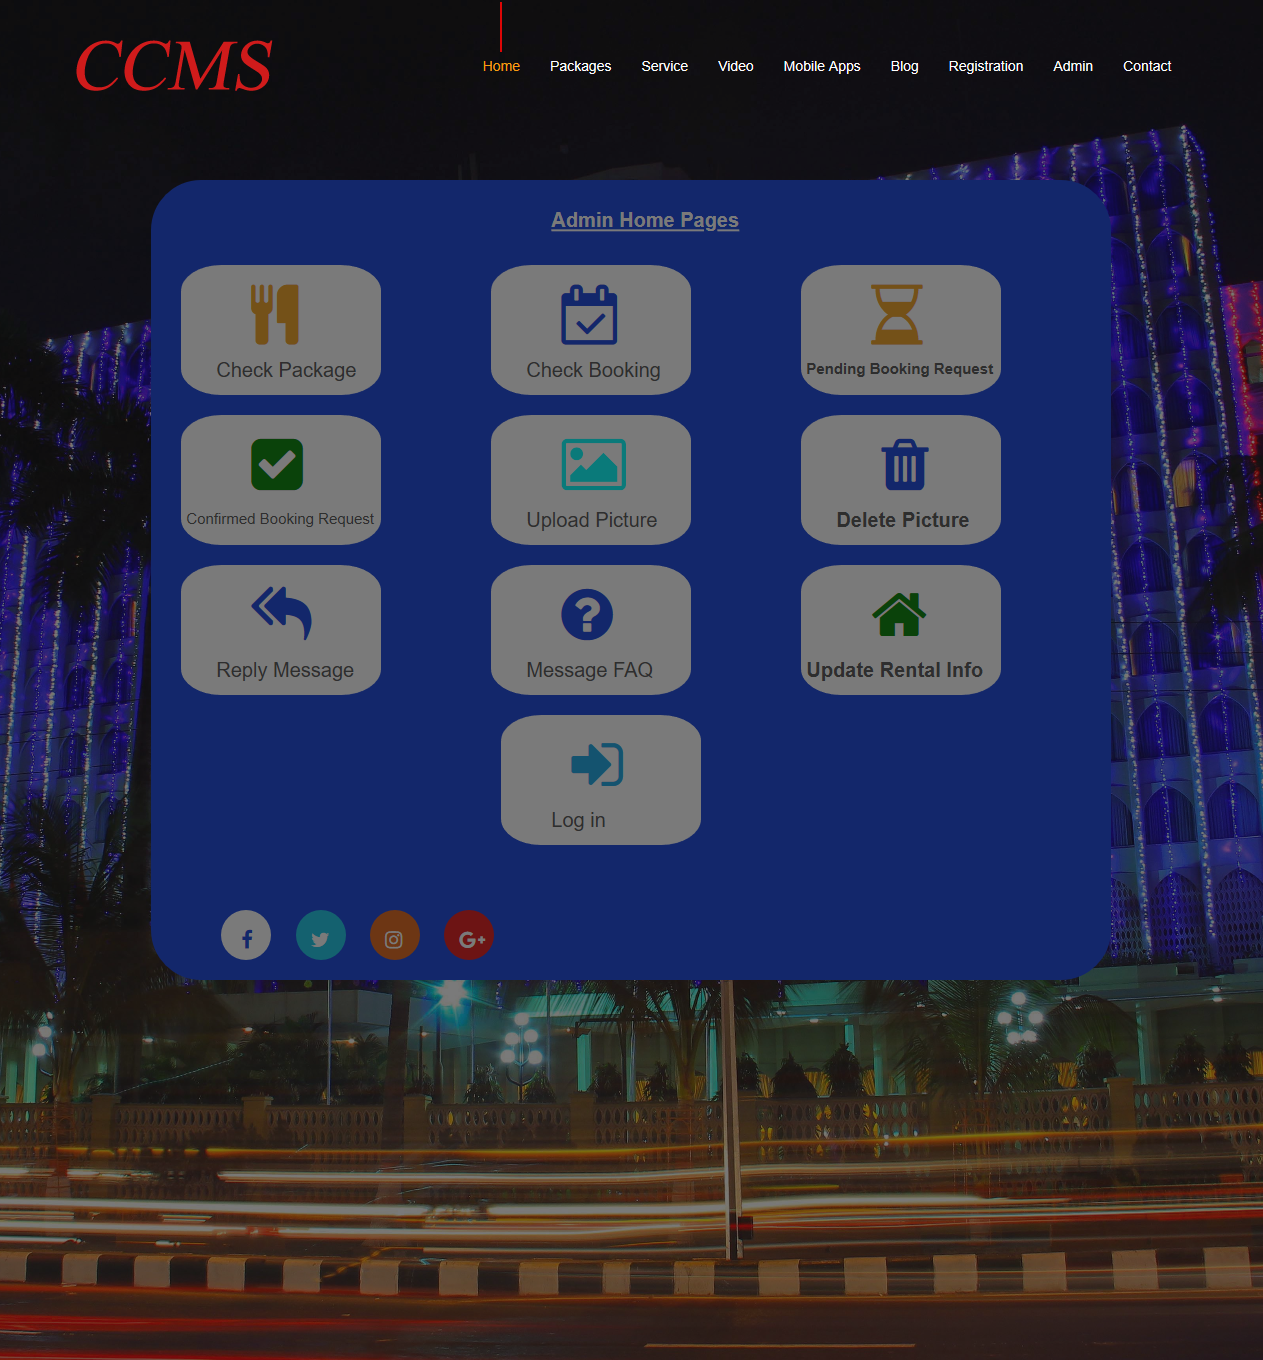 CCMS
Home Packages Service Video Mobile Apps Blog Registration Admin Contact
Admin Home Pages
Check Package
Check Booking
Pending Booking Request
Confirmed Booking Request
Upload Picture
Delete Picture
Reply Message
Message FAQ
Update Rental Info
Log in